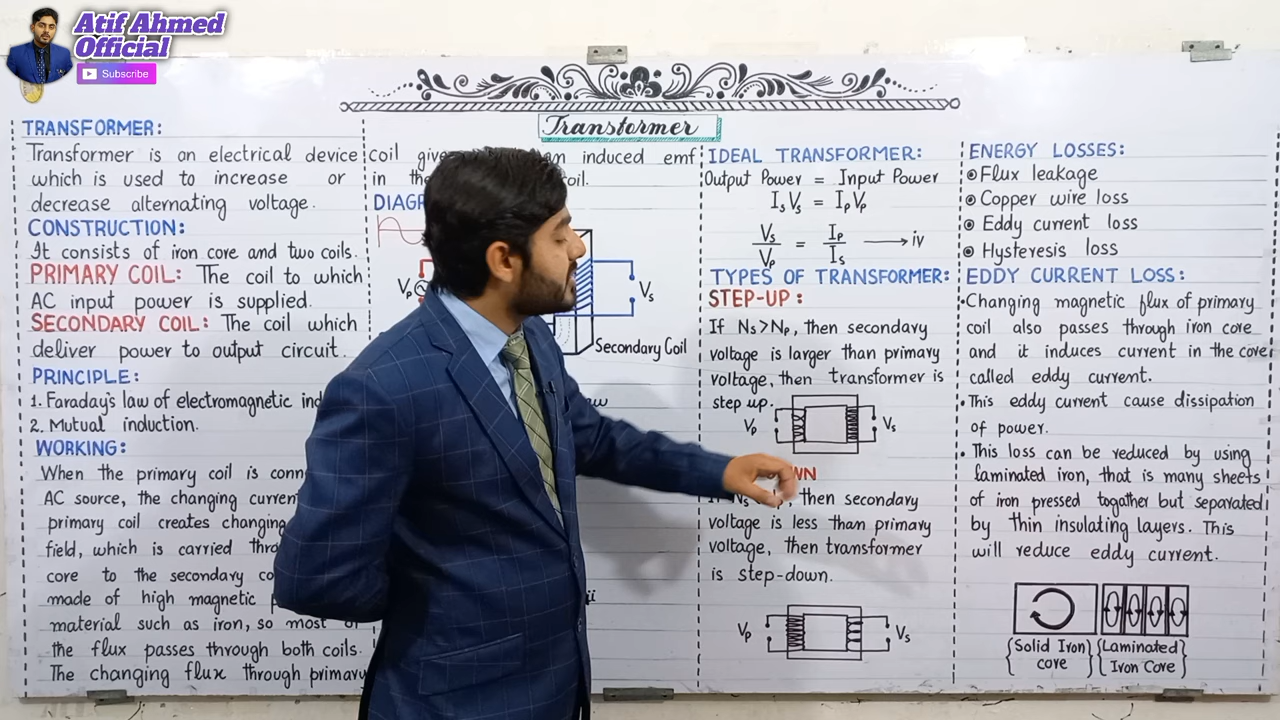 Atif Ahmed
Official
Subscribe
Transformer
TRANSFORMER:
Transformer is an electrical device
which is used to increase or
decrease alternating voltage.
CONSTRUCTION:
It consists of iron core and two coils.
PRIMARY COIL: The coil to which
AC input power is supplied.
SECONDARY COIL: The coil which
deliver power to output circuit.
PRINCIPLE:
1. Faraday's law of electromagnetic
2. Mutual induction.
WORKING:
When the primary coil is
AC source, the changing
primary coil creates changing
field, which is carried
core to the secondary
made of high magnetic
material such as iron, so most of
the flux passes through both coils.
The changing flux through primary
coil an induced emf
in coil.
Vp
Vs
Secondary Coil
IDEAL TRANSFORMER:
Output Power = Input Power
IsVs = IpVp
Vs/Vp = Ip/Is → iv
TYPES OF TRANSFORMER:
STEP-UP:
If Ns>Np, then secondary
voltage is larger than primary
voltage, then transformer is
step up.
Vp Vs
If Ns then secondary
voltage is less than primary
voltage, then transformer
is step-down.
Vp Vs
ENERGY LOSSES:
Flux leakage
Copper wire loss
Eddy current loss
Hysteresis loss
EDDY CURRENT LOSS:
•Changing magnetic flux of primary
coil also passes through iron core
and it induces current in the core
called eddy current.
•This eddy current cause dissipation
of power.
•This loss can be reduced by using
laminated iron, that is many sheets
of iron pressed togather but separated
by thin insulating layers. This
will reduce eddy current.
{Solid Iron core}
{Laminated Iron Core}